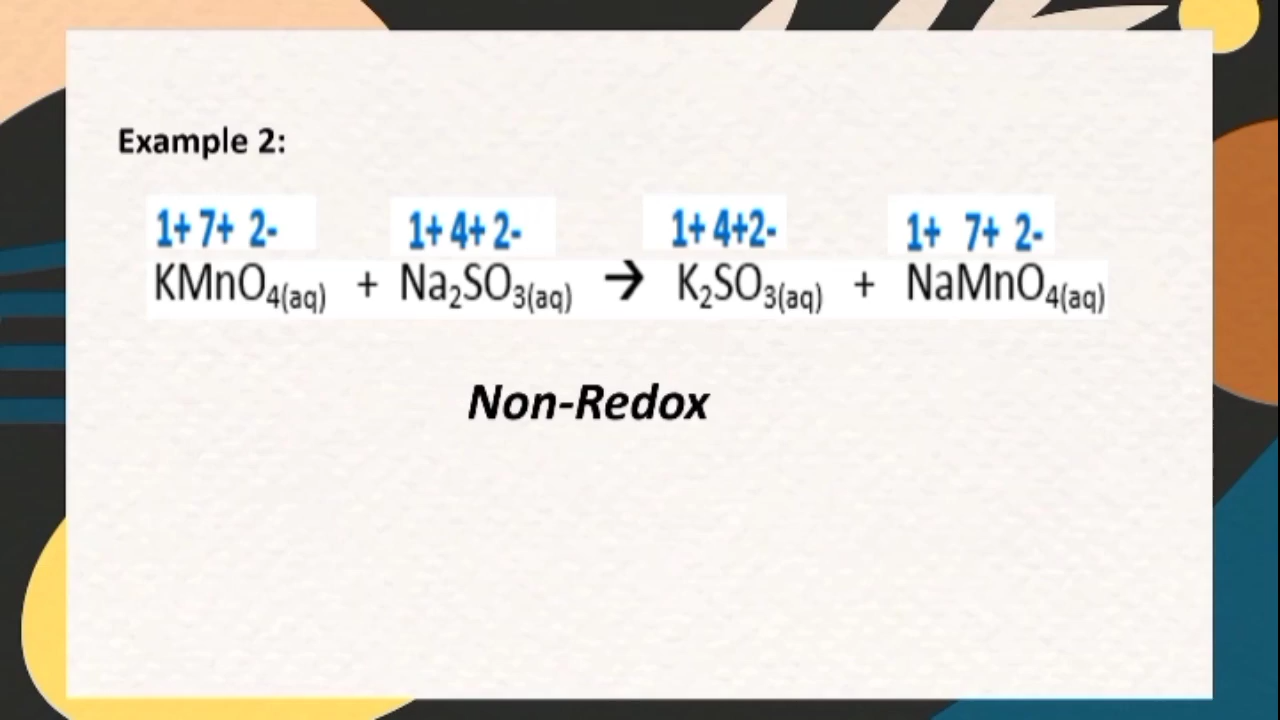 Example 2:
1+ 7+ 2- 1+ 4+ 2- 1+ 4+2- 1+ 7+ 2-
KMnO₄(aq) + Na₂SO₃(aq) → K₂SO₃(aq) + NaMnO₄(aq)
Non-Redox